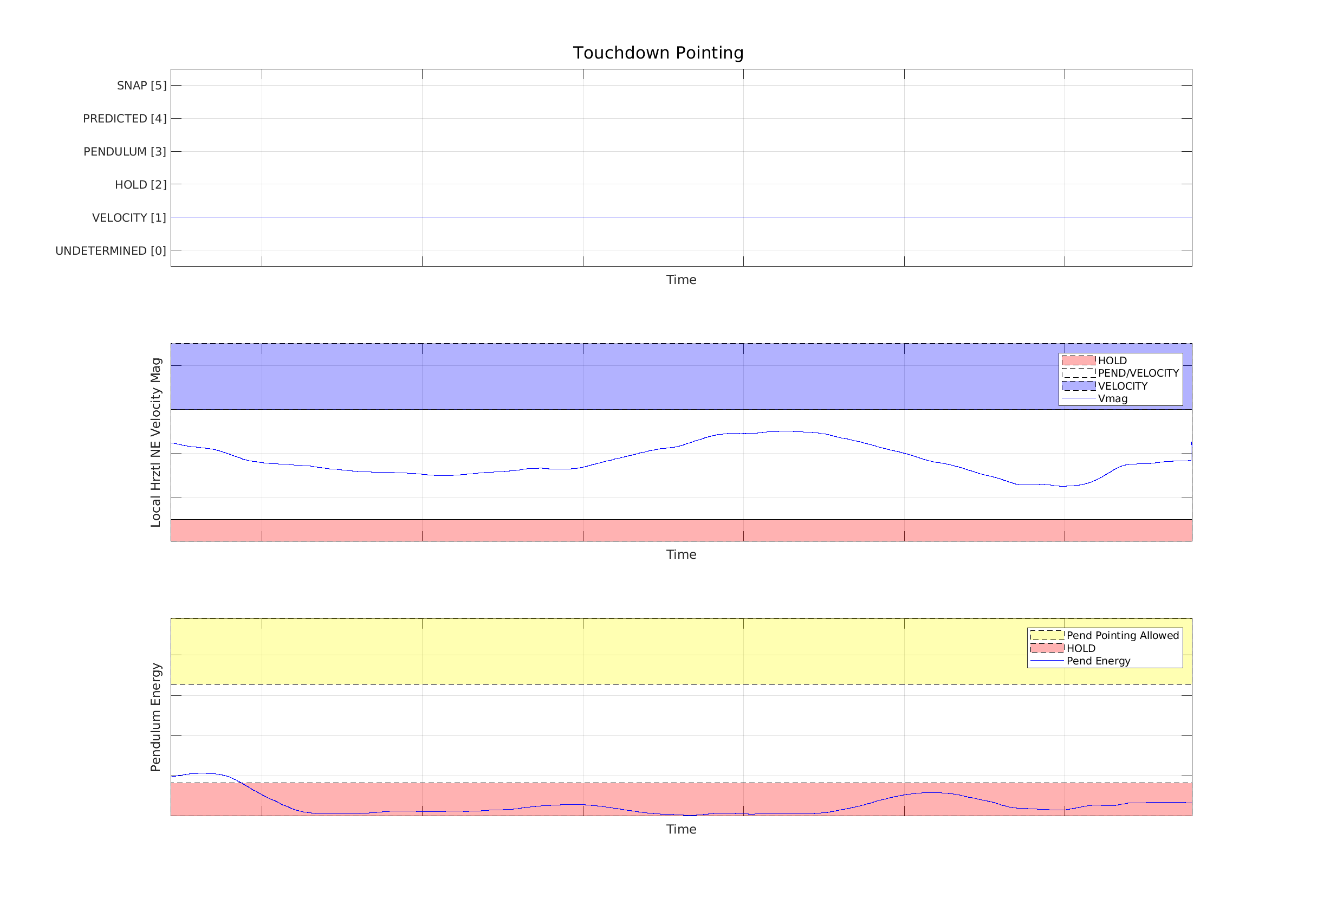 Touchdown Pointing
SNAP [5]
PREDICTED [4]
PENDULUM [3]
HOLD [2]
VELOCITY [1]
UNDETERMINED [0]
Time
Local Hrztl NE Velocity Mag
HOLD
PEND/VELOCITY
VELOCITY
Vmag
Time
Pendulum Energy
Pend Pointing Allowed
HOLD
Pend Energy
Time